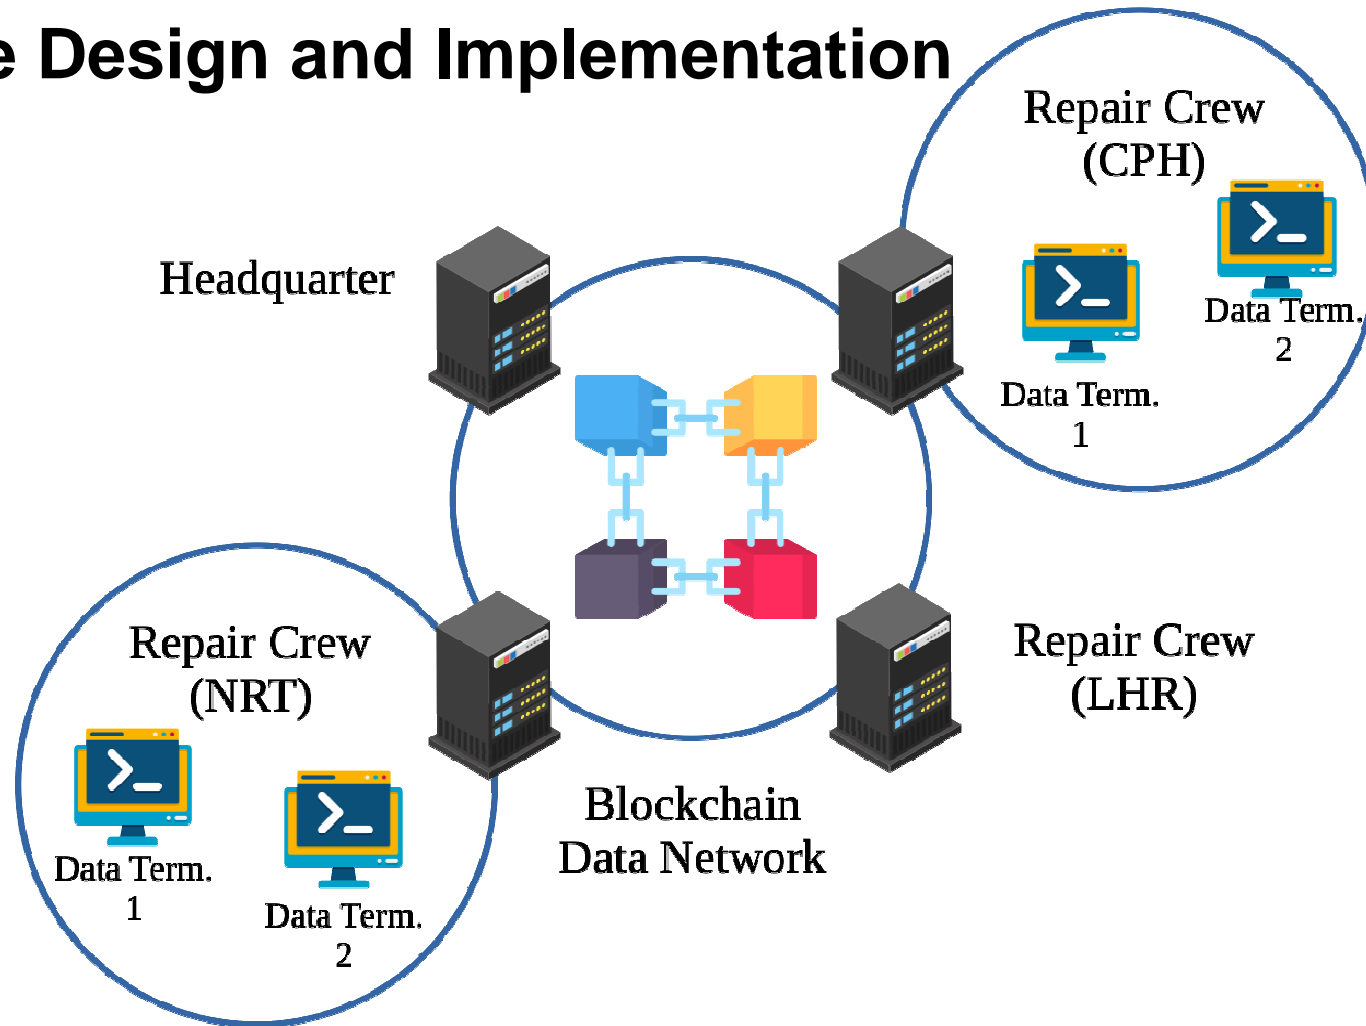 e Design and Implementation
Repair Crew
(CPH)
Data Term.
2
Data Term.
1
Headquarter
Repair Crew
(NRT)
Data Term.
1
Data Term.
2
Repair Crew
(LHR)
Blockchain
Data Network